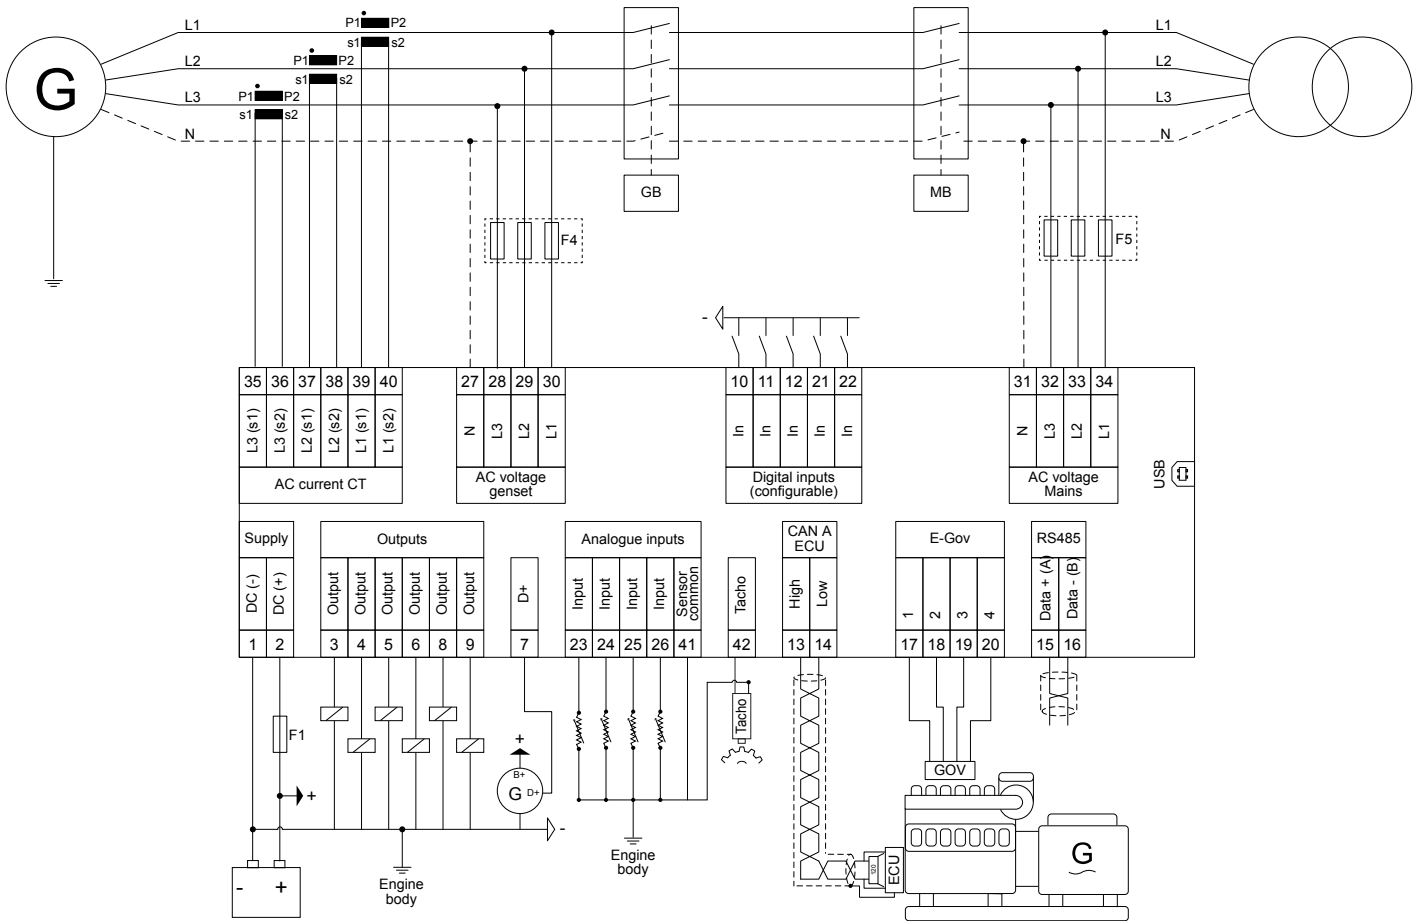 P1 P2
L1
s1 s2
L2
P1 P2
s1 s2
L3
P1 P2
s1 s2
N
G
L1
L2
L3
N
GB
MB
F4
F5
-
35 36 37 38 39 40
L3 (s1)
L3 (s2)
L2 (s1)
L2 (s2)
L1 (s1)
L1 (s2)
AC current CT
27 28 29 30
N
L3
L2
L1
AC voltage
genset
10 11 12 21 22
In
In
In
In
In
Digital inputs
(configurable)
31 32 33 34
N
L3
L2
L1
AC voltage
Mains
USB
Supply
DC (-)
DC (+)
1 2
Outputs
Output
Output
Output
Output
Output
Output
3 4 5 6 8 9
D+
7
Analogue inputs
Input
Input
Input
Input
Sensor
common
23 24 25 26 41
Tacho
42
CAN A
ECU
High
Low
13 14
E-Gov
1
2
3
4
17 18 19 20
RS485
Data + (A)
Data - (B)
15 16
F1
+
- +
+
B+
G D+
-
Engine
body
Engine
body
Tacho
GOV
120
ECU
G